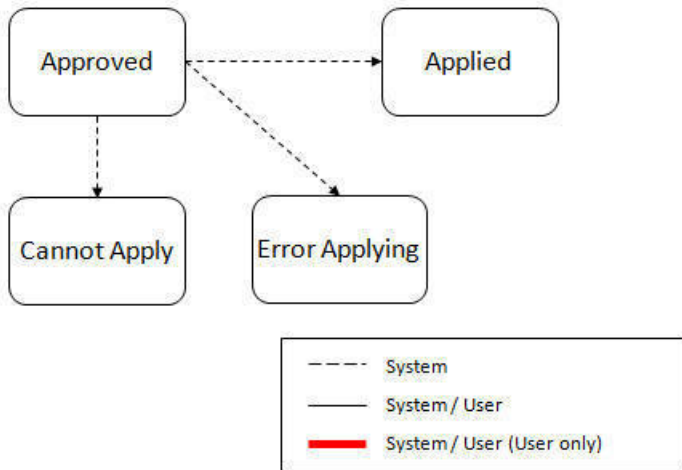 Approved
Applied
Cannot Apply
Error Applying
System
System / User
System / User (User only)